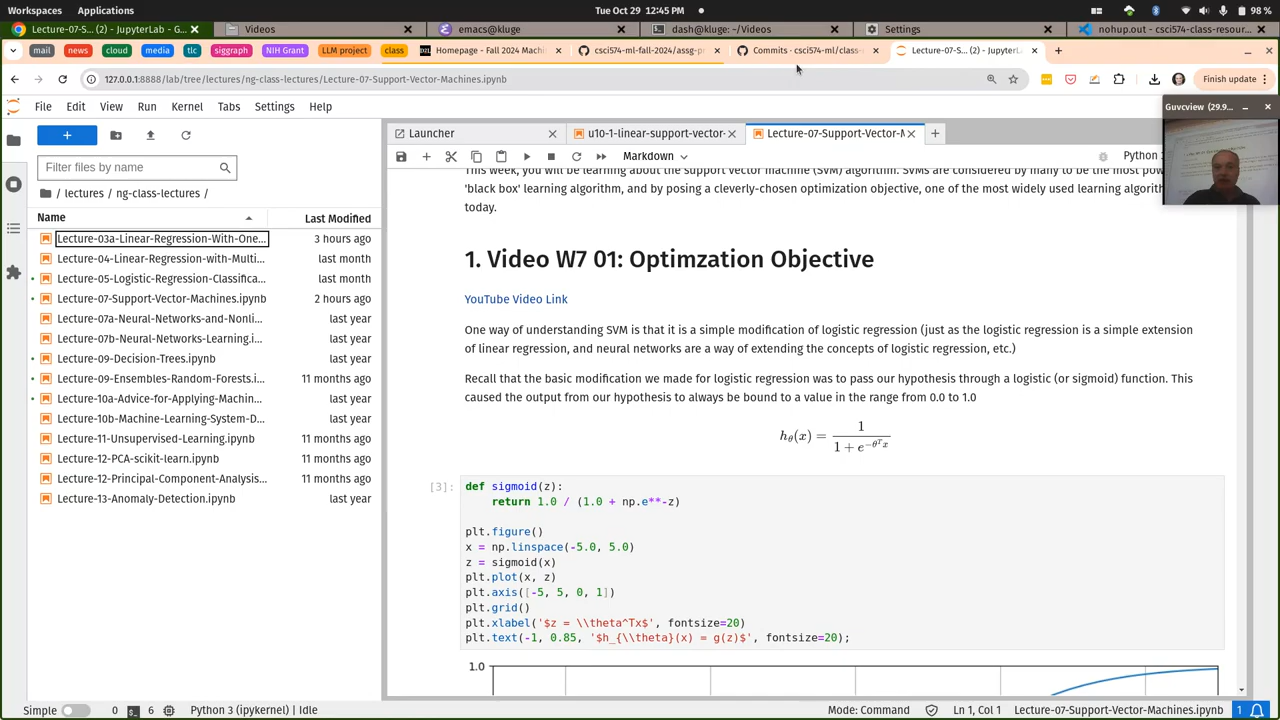 Workspaces Applications Tue Oct 29 12:45 PM 98 %
Lecture-07-S... (2) - JupyterLab - G... Videos emacs@kluge dash@kluge: ~/Videos Settings nohup.out - csci574-class-resour...
mail news cloud media tlc siggraph NIH Grant LLM project class Homepage - Fall 2024 Machin csci574-ml-fall-2024/assg-p Commits · csci574-ml/class- Lecture-07-S... (2) - JupyterL
127.0.0.1:8888/lab/tree/lectures/ng-class-lectures/Lecture-07-Support-Vector-Machines.ipynb Finish update
File Edit View Run Kernel Tabs Settings Help
Guvcview (29.9...
Launcher u10-1-linear-support-vector- Lecture-07-Support-Vector-M
Filter files by name
Markdown Python 3
/ lectures / ng-class-lectures /
Name Last Modified
Lecture-03a-Linear-Regression-With-One... 3 hours ago
Lecture-04-Linear-Regression-with-Multi... last month
Lecture-05-Logistic-Regression-Classifica... last month
Lecture-07-Support-Vector-Machines.ipynb 2 hours ago
Lecture-07a-Neural-Networks-and-Nonli... last year
Lecture-07b-Neural-Networks-Learning.i... last year
Lecture-09-Decision-Trees.ipynb last year
Lecture-09-Ensembles-Random-Forests.i... 11 months ago
Lecture-10a-Advice-for-Applying-Machin... last year
Lecture-10b-Machine-Learning-System-D... last year
Lecture-11-Unsupervised-Learning.ipynb 11 months ago
Lecture-12-PCA-scikit-learn.ipynb 11 months ago
Lecture-12-Principal-Component-Analysis... 11 months ago
Lecture-13-Anomaly-Detection.ipynb last year
This week, you will be learning about the support vector machine (SVM) algorithm. SVMs are considered by many to be the most pow
'black box' learning algorithm, and by posing a cleverly-chosen optimization objective, one of the most widely used learning algorith
today.
1. Video W7 01: Optimzation Objective
YouTube Video Link
One way of understanding SVM is that it is a simple modification of logistic regression (just as the logistic regression is a simple extension
of linear regression, and neural networks are a way of extending the concepts of logistic regression, etc.)
Recall that the basic modification we made for logistic regression was to pass our hypothesis through a logistic (or sigmoid) function. This
caused the output from our hypothesis to always be bound to a value in the range from 0.0 to 1.0
hθ(x) = 1 / (1 + e^(−θ^T x))
[3]: def sigmoid(z):
return 1.0 / (1.0 + np.e**-z)
plt.figure()
x = np.linspace(-5.0, 5.0)
z = sigmoid(x)
plt.plot(x, z)
plt.axis([-5, 5, 0, 1])
plt.grid()
plt.xlabel('$z = \\theta^Tx$', fontsize=20)
plt.text(-1, 0.85, '$h_{\\theta}(x) = g(z)$', fontsize=20);
1.0
Simple 0 6 Python 3 (ipykernel) | Idle Mode: Command Ln 1, Col 1 Lecture-07-Support-Vector-Machines.ipynb 1